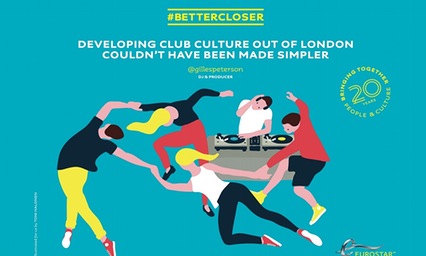 #BETTERCLOSER
DEVELOPING CLUB CULTURE OUT OF LONDON
COULDN'T HAVE BEEN MADE SIMPLER
@gillespeterson
DJ & PRODUCER
BRINGING TOGETHER
20
YEARS
PEOPLE & CULTURE
EUROSTAR